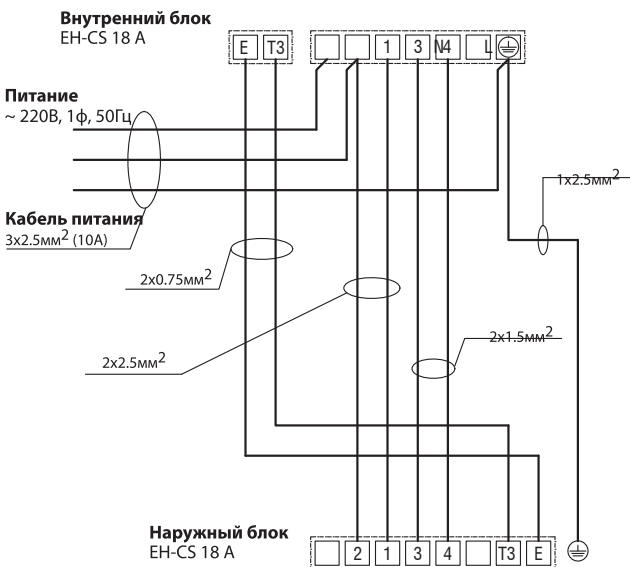 Внутренний блок
EH-CS 18 A
E T3 1 3 N4 L
Питание
~ 220В, 1ф, 50Гц
1x2.5мм²
Кабель питания
3x2.5мм² (10A)
2x0.75мм²
2x1.5мм²
2x2.5мм²
Наружный блок
EH-CS 18 A
2 1 3 4 T3 E